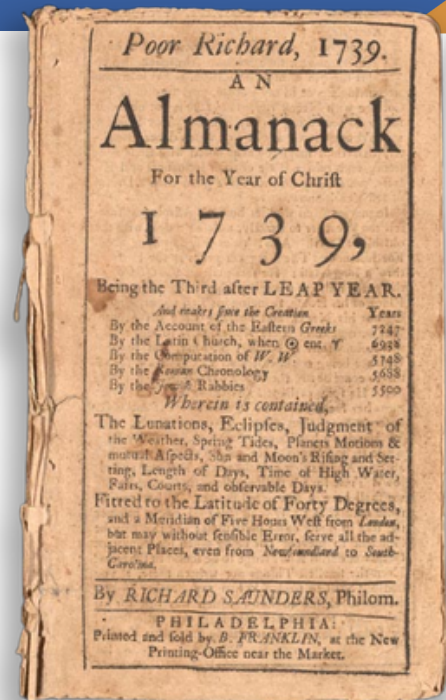 Poor Richard, 1739.
AN
Almanack
For the Year of Chriſt
1739,
Being the Third after LEAP YEAR.
And makes ſince the Creation Years
By the Account of the Eaſtern Greeks 7247
By the Latin Church, when ☉ ent. ♈ 6938
By the Computation of W. W. 5748
By the Roman Chronology 5688
By the Jewiſh Rabbies 5500
Wherein is contained,
The Lunations, Eclipſes, Judgment of
the Weather, Spring Tides, Planets Motions &
mutual Aſpects, Sun and Moon's Riſing and Set-
ting, Length of Days, Time of High Water,
Fairs, Courts, and obſervable Days.
Fitted to the Latitude of Forty Degrees,
and a Meridian of Five Hours Weſt from London,
but may without ſenſible Error, ſerve all the ad-
jacent Places, even from Newfoundland to South-
Carolina.
By RICHARD SAUNDERS, Philom.
PHILADELPHIA:
Printed and ſold by B. FRANKLIN, at the New
Printing-Office near the Market.